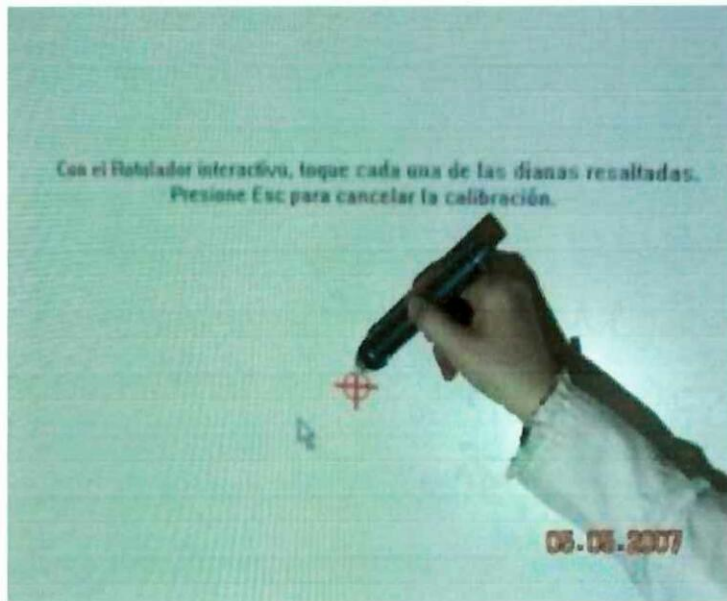 Con el Rotulador interactivo, toque cada una de las dianas resaltadas.
Presione Esc para cancelar la calibración.
05.05.2007